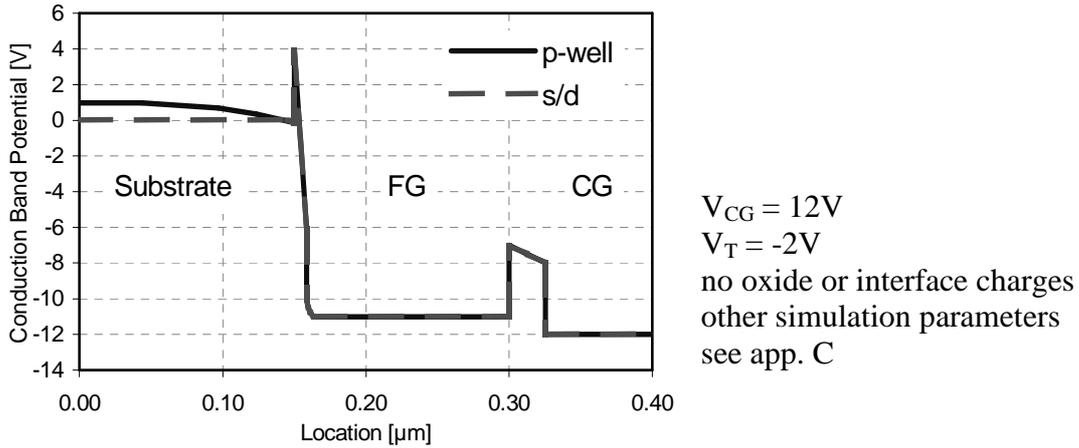 Conduction Band Potential [V]
6
4
2
0
-2
-4
-6
-8
-10
-12
-14
p-well
s/d
Substrate
FG
CG
0.00
0.10
0.20
0.30
0.40
Location [µm]
V_CG = 12V
V_T = -2V
no oxide or interface charges
other simulation parameters
see app. C